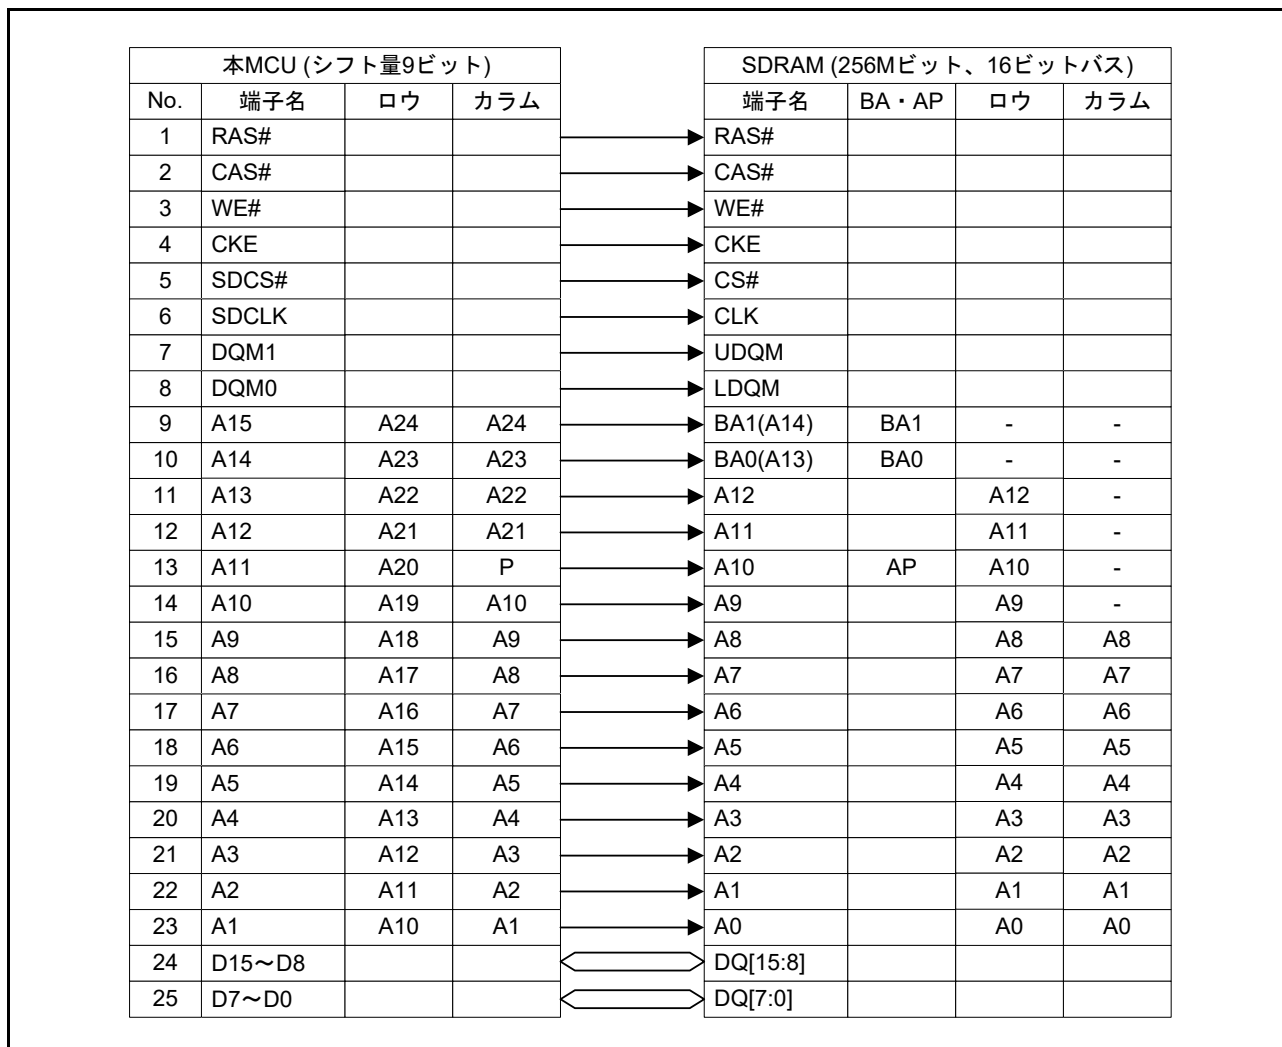 本MCU (シフト量9ビット) SDRAM (256Mビット、16ビットバス)
No. 端子名 ロウ カラム 端子名 BA・AP ロウ カラム
1 RAS# RAS#
2 CAS# CAS#
3 WE# WE#
4 CKE CKE
5 SDCS# CS#
6 SDCLK CLK
7 DQM1 UDQM
8 DQM0 LDQM
9 A15 A24 A24 BA1(A14) BA1 - -
10 A14 A23 A23 BA0(A13) BA0 - -
11 A13 A22 A22 A12 A12 -
12 A12 A21 A21 A11 A11 -
13 A11 A20 P A10 AP A10 -
14 A10 A19 A10 A9 A9 -
15 A9 A18 A9 A8 A8 A8
16 A8 A17 A8 A7 A7 A7
17 A7 A16 A7 A6 A6 A6
18 A6 A15 A6 A5 A5 A5
19 A5 A14 A5 A4 A4 A4
20 A4 A13 A4 A3 A3 A3
21 A3 A12 A3 A2 A2 A2
22 A2 A11 A2 A1 A1 A1
23 A1 A10 A1 A0 A0 A0
24 D15～D8 DQ[15:8]
25 D7～D0 DQ[7:0]